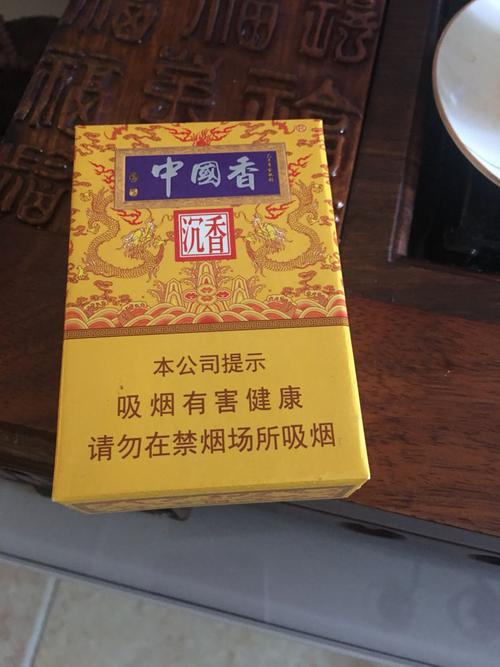 中國香
沉香
本公司提示
吸烟有害健康
请勿在禁烟场所吸烟